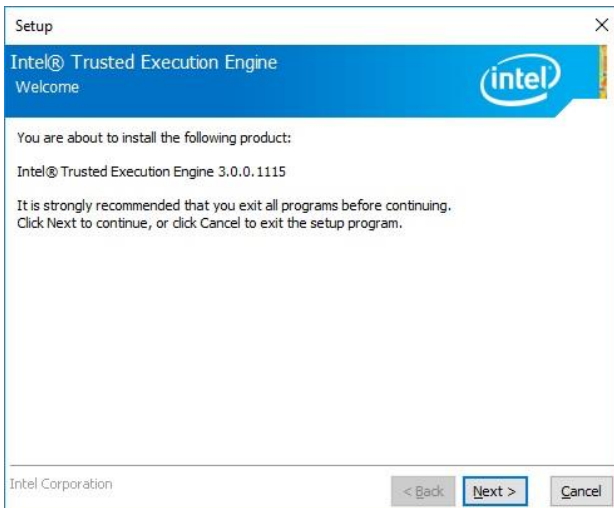 Setup
Intel® Trusted Execution Engine
Welcome
intel
You are about to install the following product:
Intel® Trusted Execution Engine 3.0.0.1115
It is strongly recommended that you exit all programs before continuing.
Click Next to continue, or click Cancel to exit the setup program.
Intel Corporation
< Back Next > Cancel